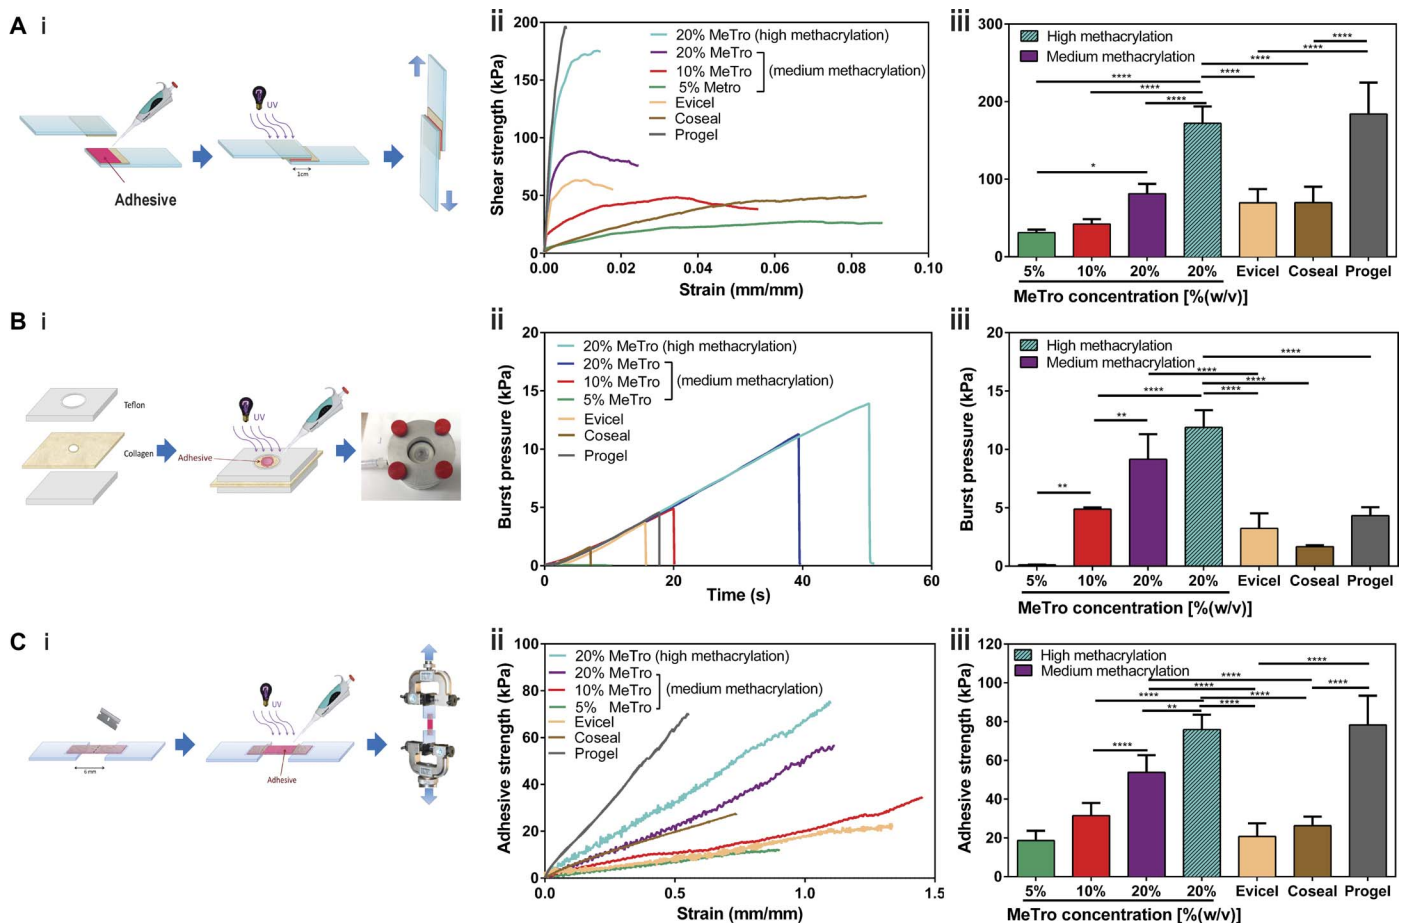 A i
UV
1cm
Adhesive
ii
Shear strength (kPa)
200
150
100
50
0
20% MeTro (high methacrylation)
20% MeTro
10% MeTro
(medium methacrylation)
5% Metro
Evicel
Coseal
Progel
0.00 0.02 0.04 0.06 0.08 0.10
Strain (mm/mm)
iii
300
200
100
0
High methacrylation
Medium methacrylation
****
****
****
****
****
****
****
*
5% 10% 20% 20% Evicel Coseal Progel
MeTro concentration [%(w/v)]
B i
Teflon
Collagen
UV
Adhesive
ii
Burst pressure (kPa)
20
15
10
5
0
20% MeTro (high methacrylation)
20% MeTro
10% MeTro (medium methacrylation)
5% MeTro
Evicel
Coseal
Progel
0 20 40 60
Time (s)
iii
Burst pressure (kPa)
20
15
10
5
0
High methacrylation
Medium methacrylation
****
****
****
****
****
**
**
5% 10% 20% 20% Evicel Coseal Progel
MeTro concentration [%(w/v)]
C i
6 mm
UV
Adhesive
ii
Adhesive strength (kPa)
100
80
60
40
20
0
20% MeTro (high methacrylation)
20% MeTro
10% MeTro (medium methacrylation)
5% MeTro
Evicel
Coseal
Progel
0.0 0.5 1.0 1.5
Strain (mm/mm)
iii
Adhesive strength (kPa)
120
100
80
60
40
20
0
High methacrylation
Medium methacrylation
****
****
****
****
****
****
****
**
****
5% 10% 20% 20% Evicel Coseal Progel
MeTro concentration [%(w/v)]